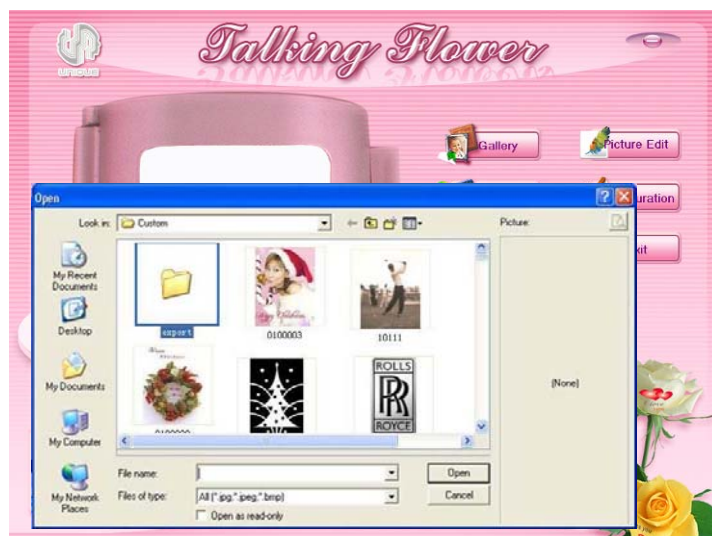 Talking Flower
UNIQUE
Gallery
Picture Edit
uration
xit
Open
Look in:
Custom
Picture:
My Recent
Documents
Desktop
My Documents
My Computer
My Network
Places
export
0100003
10111
ROLLS
RR
ROYCE
(None)
File name:
Open
Files of type:
All (*.jpg;*.jpeg;*.bmp)
Cancel
Open as read-only